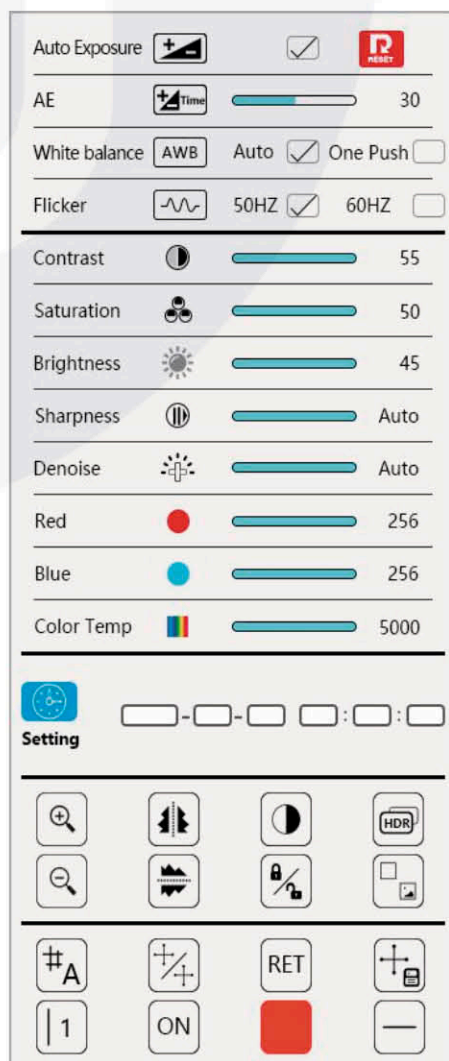 Auto Exposure RESET
AE Time 30
White balance AWB Auto One Push
Flicker 50HZ 60HZ
Contrast 55
Saturation 50
Brightness 45
Sharpness Auto
Denoise Auto
Red 256
Blue 256
Color Temp 5000
- - : :
Setting
HDR
#A RET
1 ON